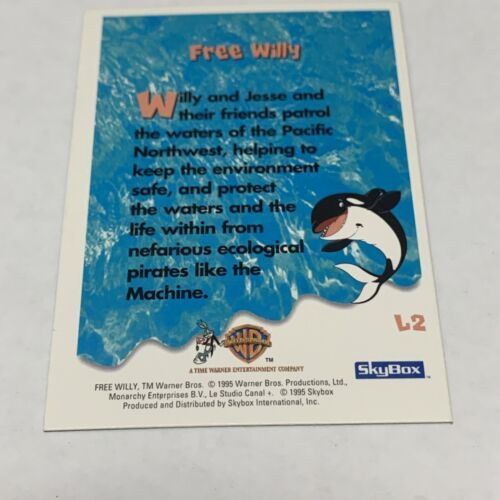 Free Willy
Willy and Jesse and
their friends patrol
the waters of the Pacific
Northwest, helping to
keep the environment
safe, and protect
the waters and the
life within from
nefarious ecological
pirates like the
Machine.
L2
TM
A TIME WARNER ENTERTAINMENT COMPANY
SkyBox
FREE WILLY, TM Warner Bros. © 1995 Warner Bros. Productions, Ltd.,
Monarchy Enterprises B.V., Le Studio Canal +. © 1995 Skybox
Produced and Distributed by Skybox International, Inc.